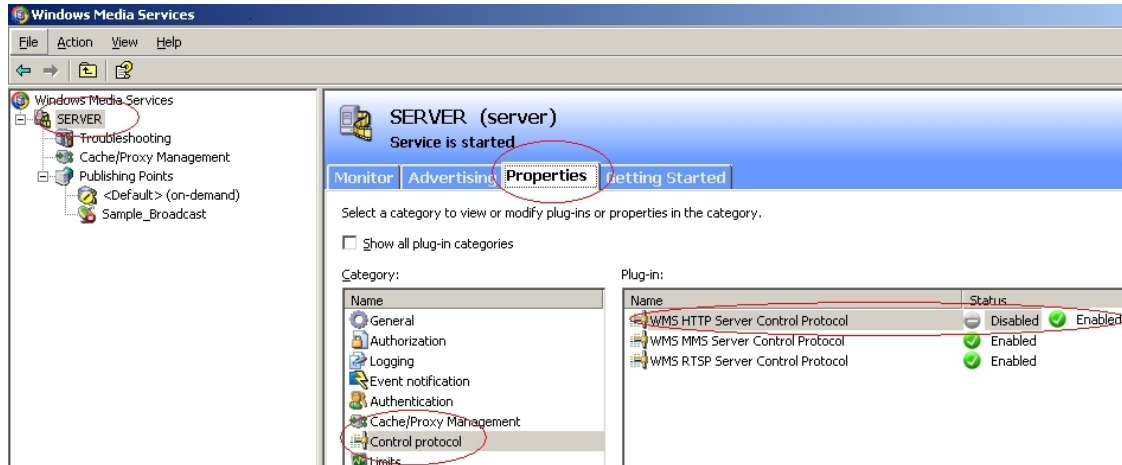 Windows Media Services
File Action View Help
Windows Media Services
SERVER
Troubleshooting
Cache/Proxy Management
Publishing Points
<Default> (on-demand)
Sample_Broadcast
SERVER (server)
Service is started
Monitor Advertising Properties Getting Started
Select a category to view or modify plug-ins or properties in the category.
Show all plug-in categories
Category:
Name
General
Authorization
Logging
Event notification
Authentication
Cache/Proxy Management
Control protocol
Limits
Plug-in:
Name Status
WMS HTTP Server Control Protocol Disabled Enabled
WMS MMS Server Control Protocol Enabled
WMS RTSP Server Control Protocol Enabled